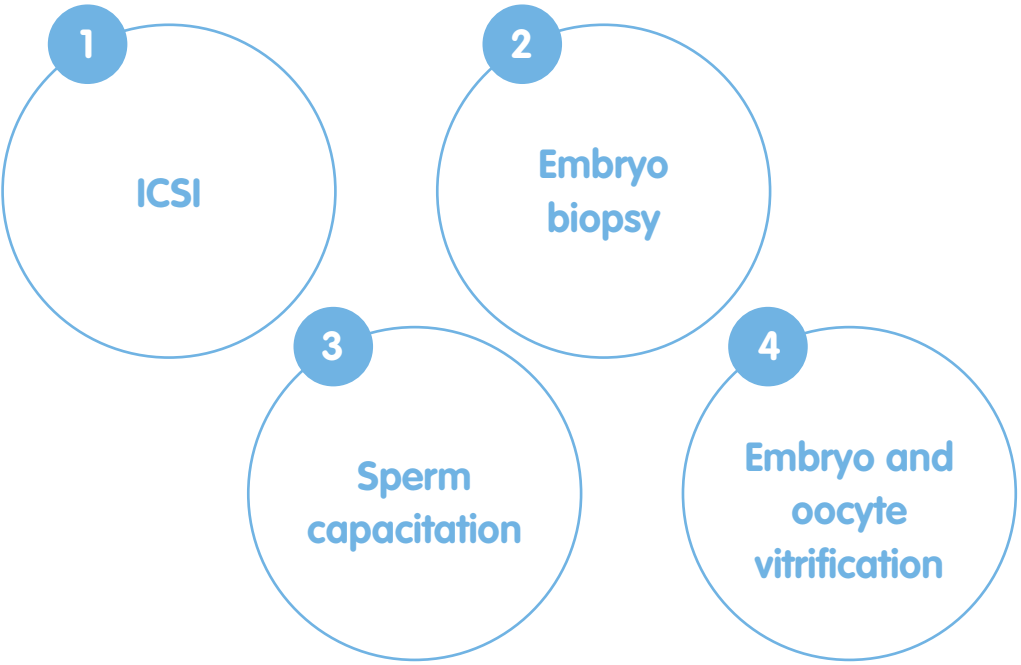 1
ICSI
2
Embryo
biopsy
3
Sperm
capacitation
4
Embryo and
oocyte
vitrification